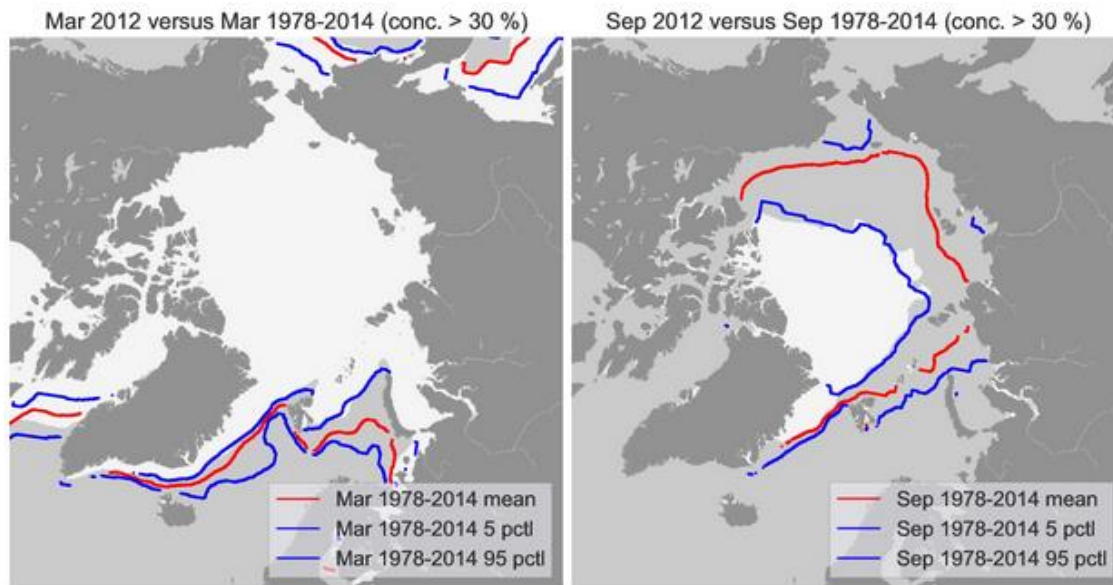 Mar 2012 versus Mar 1978-2014 (conc. > 30 %)
Sep 2012 versus Sep 1978-2014 (conc. > 30 %)
Mar 1978-2014 mean
Mar 1978-2014 5 pctl
Mar 1978-2014 95 pctl
Sep 1978-2014 mean
Sep 1978-2014 5 pctl
Sep 1978-2014 95 pctl